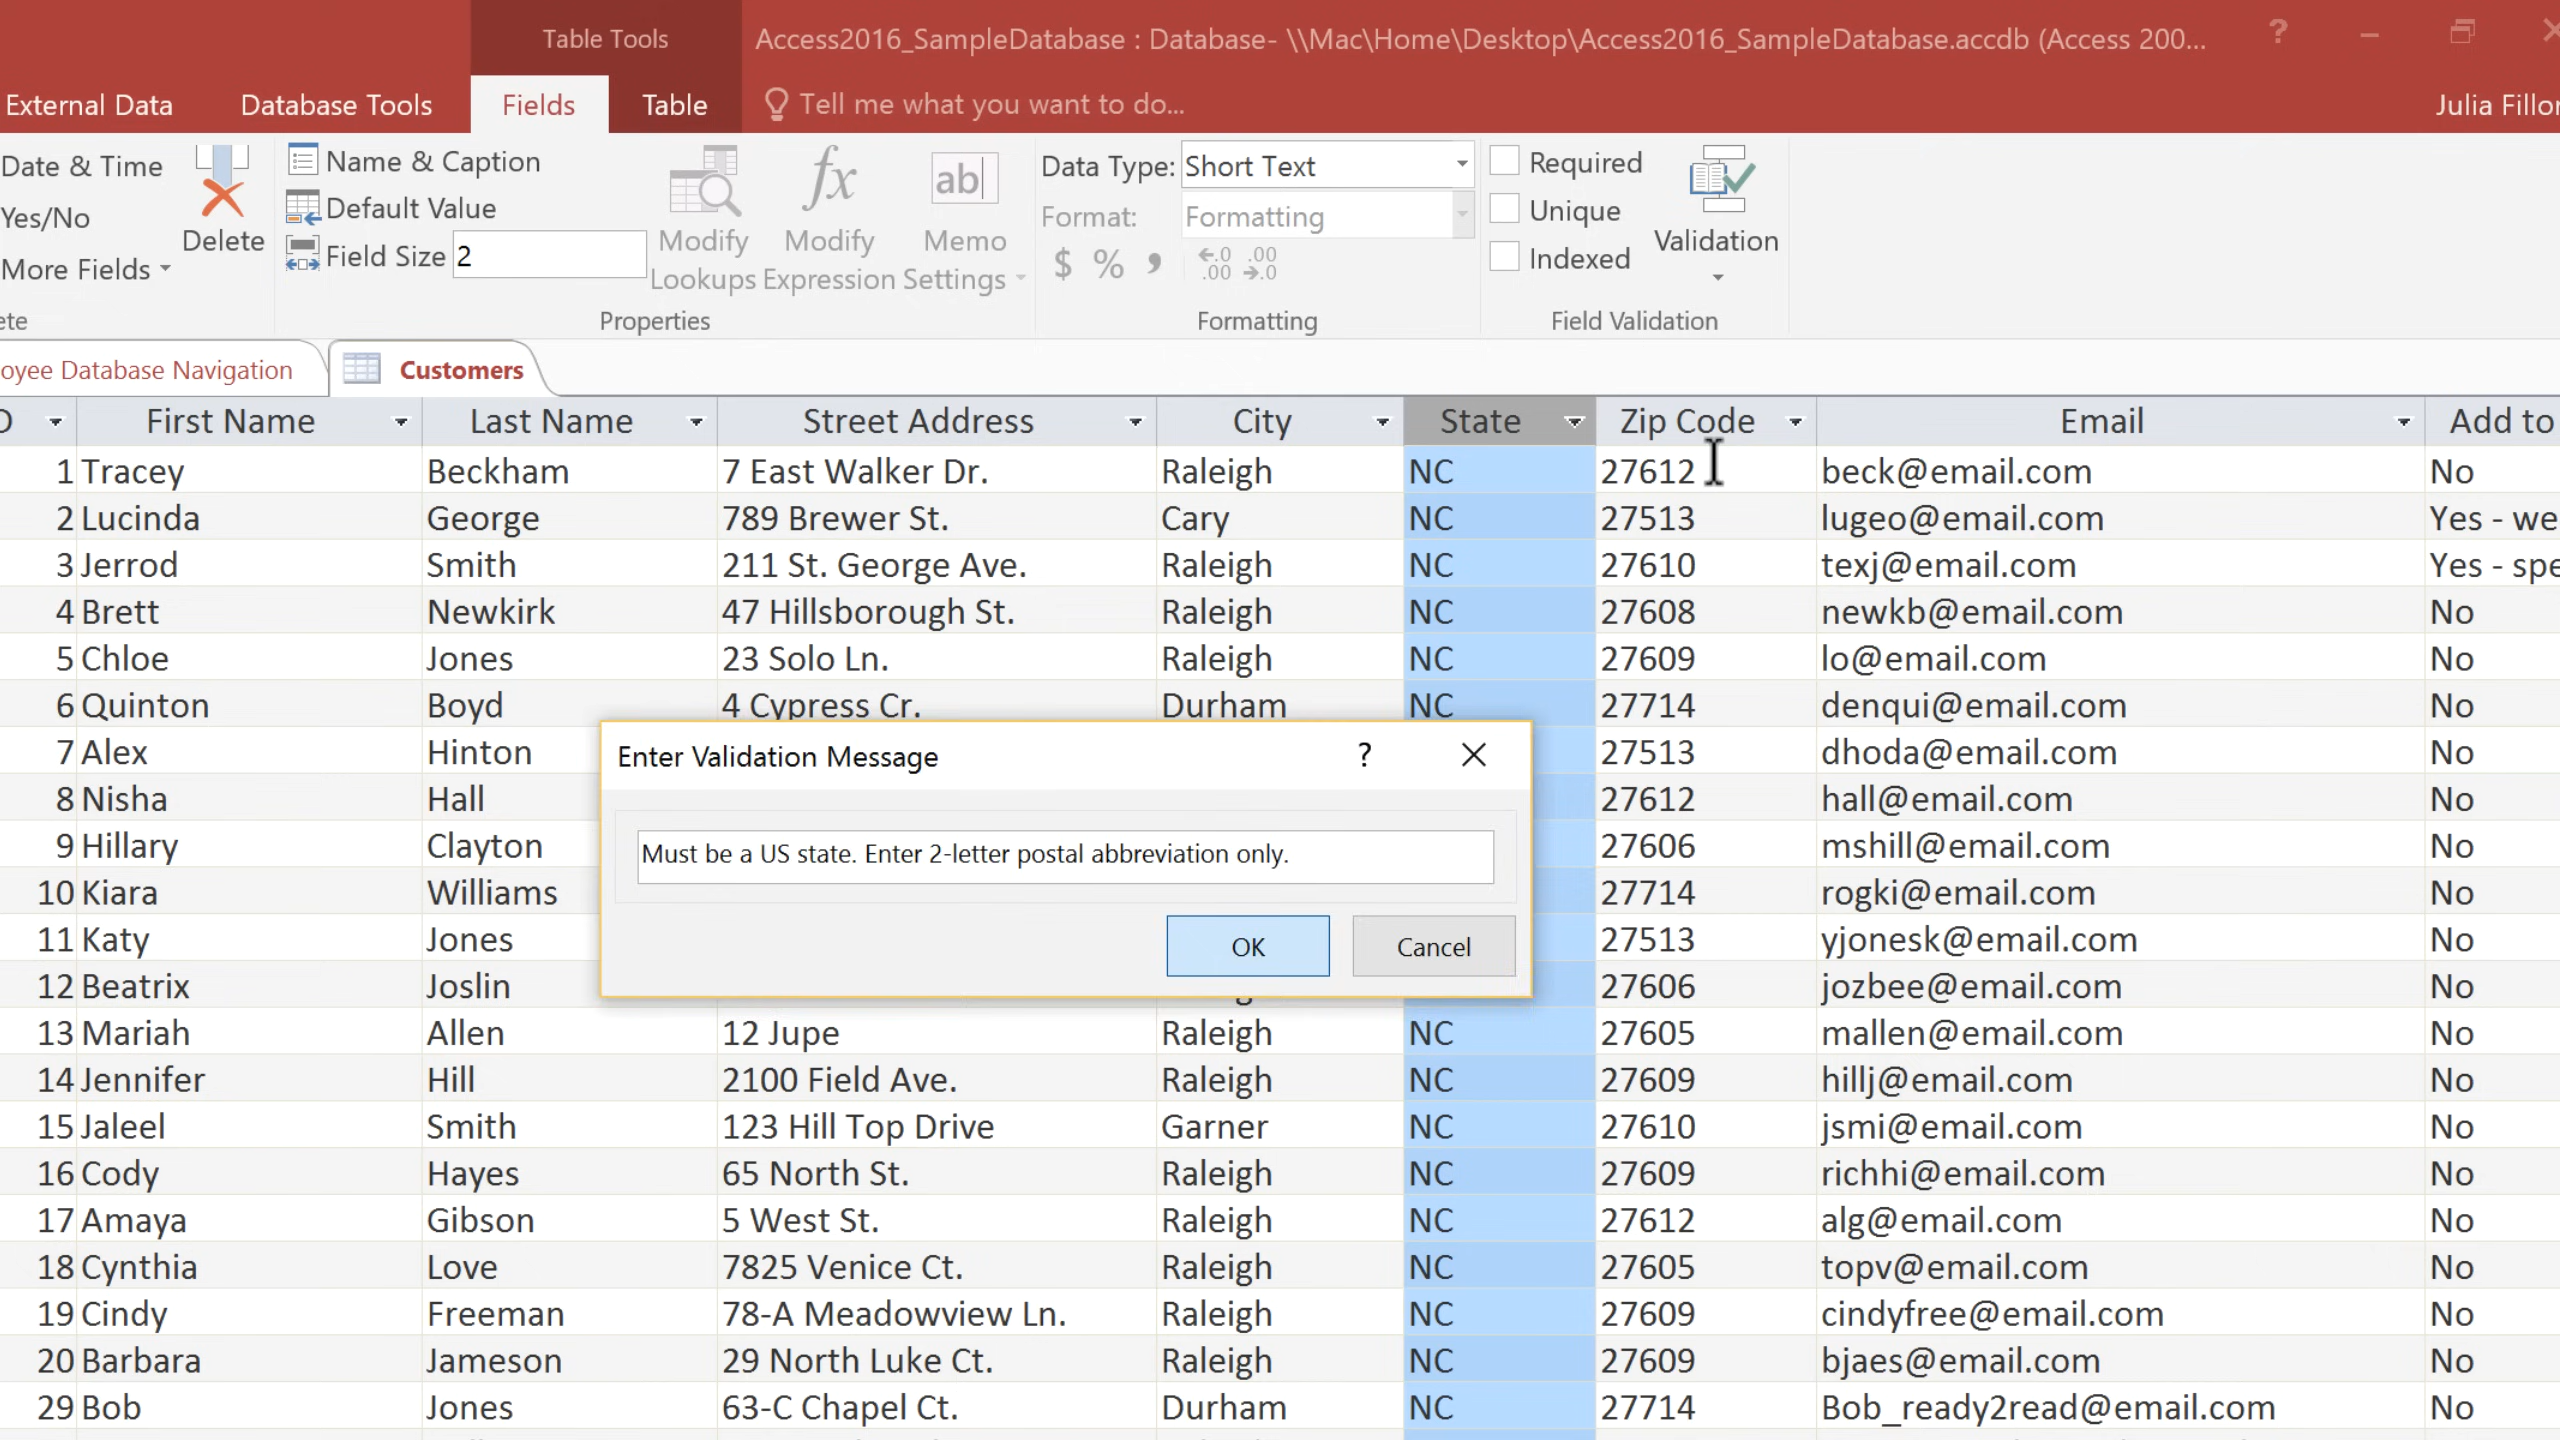 Table Tools Access2016_SampleDatabase : Database- \\Mac\Home\Desktop\Access2016_SampleDatabase.accdb (Access 200... ?
External Data Database Tools Fields Table Tell me what you want to do... Julia Fillor
Date & Time Name & Caption Data Type: Short Text Required
Yes/No Default Value Format: Formatting Unique
More Fields Delete Field Size 2 Modify Lookups fx Modify Expression ab Memo Settings $ % , ←.0 .00 .00 →.0 Indexed Validation
ete Properties Formatting Field Validation
oyee Database Navigation Customers
D First Name Last Name Street Address City State Zip Code Email Add to
1 Tracey Beckham 7 East Walker Dr. Raleigh NC 27612 beck@email.com No
2 Lucinda George 789 Brewer St. Cary NC 27513 lugeo@email.com Yes - we
3 Jerrod Smith 211 St. George Ave. Raleigh NC 27610 texj@email.com Yes - spe
4 Brett Newkirk 47 Hillsborough St. Raleigh NC 27608 newkb@email.com No
5 Chloe Jones 23 Solo Ln. Raleigh NC 27609 lo@email.com No
6 Quinton Boyd 4 Cypress Cr. Durham NC 27714 denqui@email.com No
7 Alex Hinton 27513 dhoda@email.com No
8 Nisha Hall 27612 hall@email.com No
9 Hillary Clayton 27606 mshill@email.com No
10 Kiara Williams 27714 rogki@email.com No
11 Katy Jones 27513 yjonesk@email.com No
12 Beatrix Joslin 27606 jozbee@email.com No
Enter Validation Message ?
Must be a US state. Enter 2-letter postal abbreviation only.
OK Cancel
13 Mariah Allen 12 Jupe Raleigh NC 27605 mallen@email.com No
14 Jennifer Hill 2100 Field Ave. Raleigh NC 27609 hillj@email.com No
15 Jaleel Smith 123 Hill Top Drive Garner NC 27610 jsmi@email.com No
16 Cody Hayes 65 North St. Raleigh NC 27609 richhi@email.com No
17 Amaya Gibson 5 West St. Raleigh NC 27612 alg@email.com No
18 Cynthia Love 7825 Venice Ct. Raleigh NC 27605 topv@email.com No
19 Cindy Freeman 78-A Meadowview Ln. Raleigh NC 27609 cindyfree@email.com No
20 Barbara Jameson 29 North Luke Ct. Raleigh NC 27609 bjaes@email.com No
29 Bob Jones 63-C Chapel Ct. Durham NC 27714 Bob_ready2read@email.com No